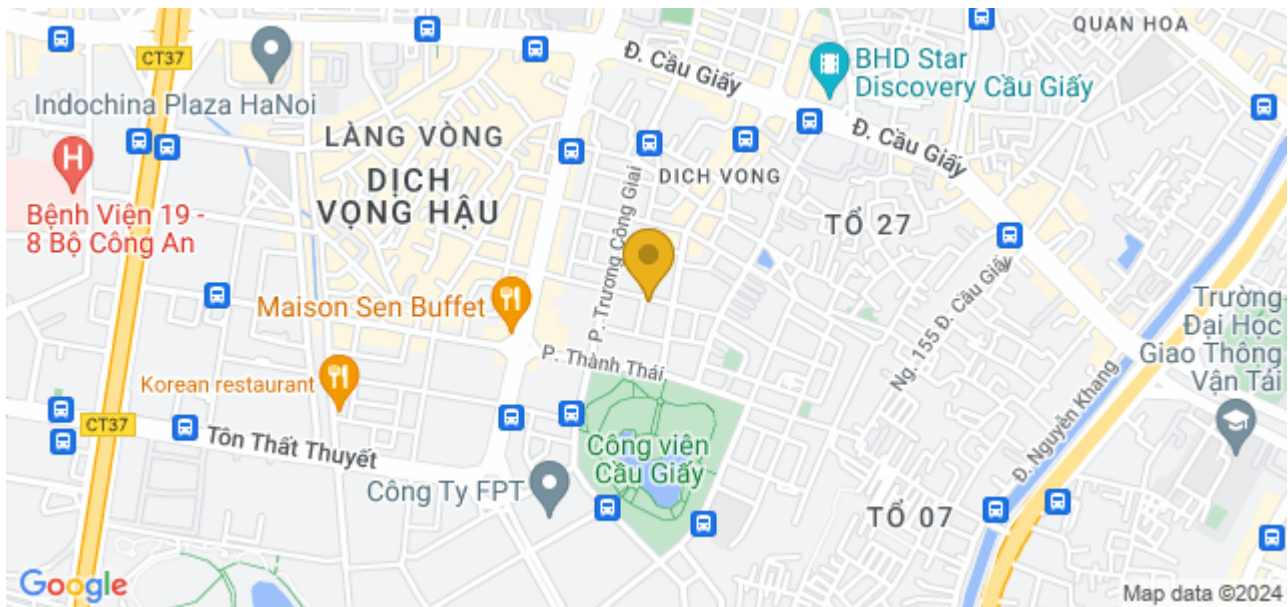 QUAN HOA
CT37
Đ. Cầu Giấy
BHD Star
Discovery Cầu Giấy
Indochina Plaza HaNoi
LÀNG VÒNG
Đ. Cầu Giấy
H
DỊCH
VỌNG HẬU
DICH VONG
Bệnh Viện 19 -
8 Bộ Công An
P. Trương Công Giai
TỔ 27
Maison Sen Buffet
Ng. 155 Đ. Cầu Giấy
Trường
Đại Học
Giao Thông
Vận Tải
P. Thành Thái
Korean restaurant
CT37
Tôn Thất Thuyết
Công viên
Cầu Giấy
Đ. Nguyễn Khang
Công Ty FPT
TỔ 07
Google
Map data ©2024